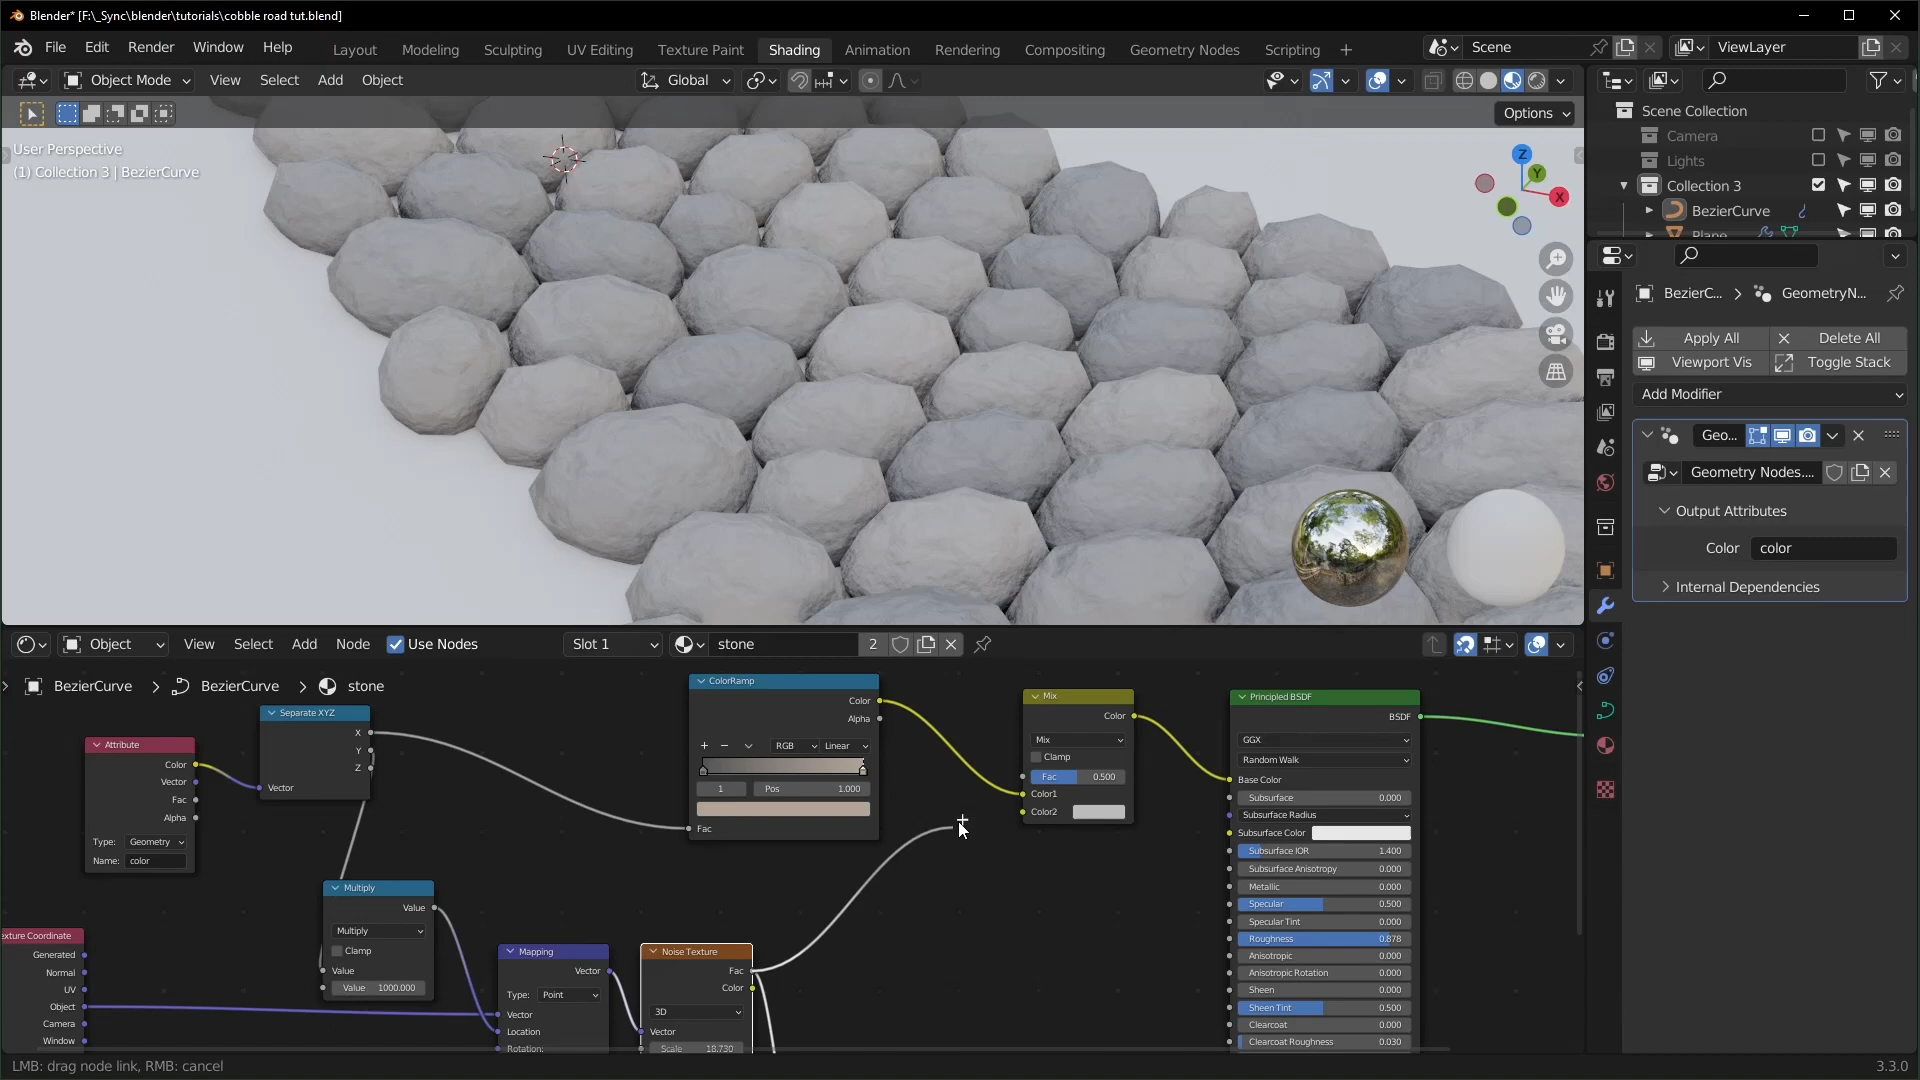 Blender* [F:\_Sync\blender\tutorials\cobble road tut.blend]
File Edit Render Window Help
Layout Modeling Sculpting UV Editing Texture Paint Shading Animation Rendering Compositing Geometry Nodes Scripting +
Scene
ViewLayer
Object Mode View Select Add Object
Global
Options
User Perspective
(1) Collection 3 | BezierCurve
Z
Y
X
Scene Collection
Camera
Lights
Collection 3
BezierCurve
Plane
BezierC... > GeometryN...
Apply All
Delete All
Viewport Vis
Toggle Stack
Add Modifier
Geo...
Geometry Nodes....
Output Attributes
Color color
Internal Dependencies
Object View Select Add Node Use Nodes Slot 1 stone 2
BezierCurve > BezierCurve > stone
Attribute
Color
Vector
Fac
Alpha
Type: Geometry
Name: color
Separate XYZ
X
Y
Z
Vector
Multiply
Value
Multiply
Clamp
Value
Value 1000.000
exture Coordinate
Generated
Normal
UV
Object
Camera
Window
Mapping
Vector
Type: Point
Vector
Location
Rotation:
Noise Texture
Fac
Color
3D
Vector
Scale 18.730
ColorRamp
Color
Alpha
+ − RGB Linear
1 Pos 1.000
Fac
Mix
Color
Mix
Clamp
Fac 0.500
Color1
Color2
Principled BSDF
BSDF
GGX
Random Walk
Base Color
Subsurface 0.000
Subsurface Radius
Subsurface Color
Subsurface IOR 1.400
Subsurface Anisotropy 0.000
Metallic 0.000
Specular 0.500
Specular Tint 0.000
Roughness 0.878
Anisotropic 0.000
Anisotropic Rotation 0.000
Sheen 0.000
Sheen Tint 0.500
Clearcoat 0.000
Clearcoat Roughness 0.030
LMB: drag node link, RMB: cancel
3.3.0